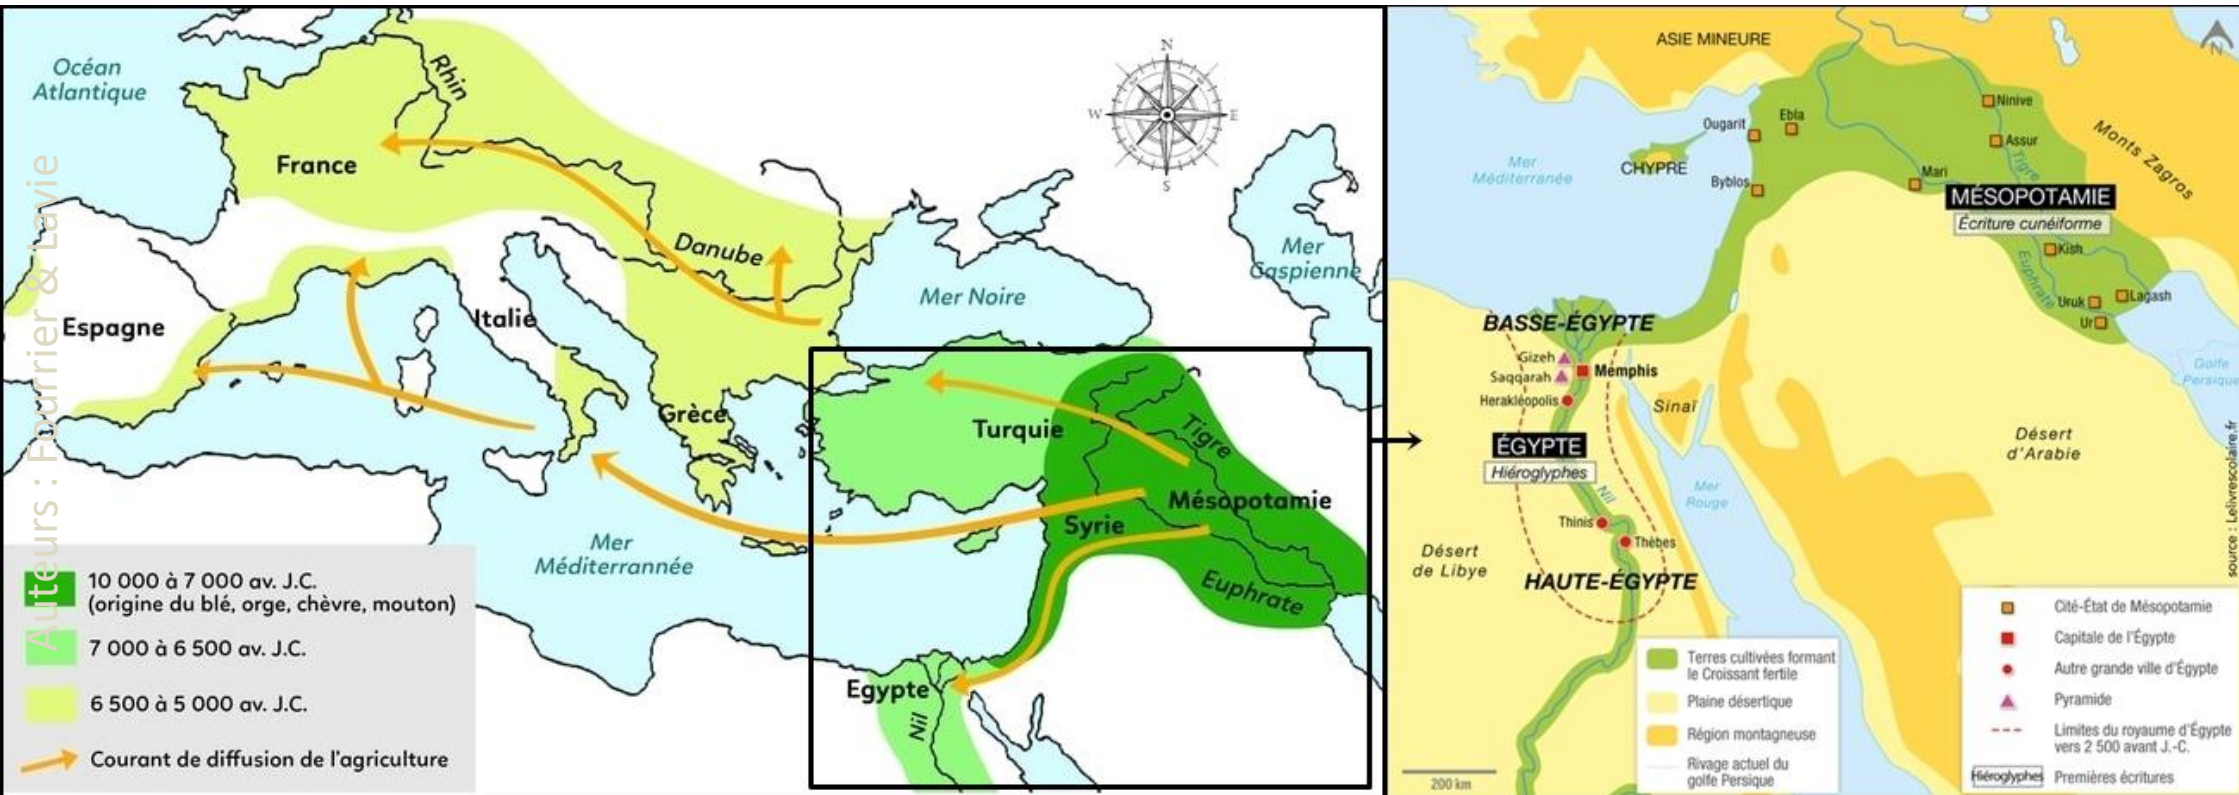 Océan
Atlantique
Rhin
France
Danube
Espagne
Italie
Mer Noire
Mer
Caspienne
Grèce
Turquie
Tigre
Mésopotamie
Syrie
Euphrate
Mer
Méditerrannée
Egypte
Nil
N
W
E
S
10 000 à 7 000 av. J.C.
(origine du blé, orge, chèvre, mouton)
7 000 à 6 500 av. J.C.
6 500 à 5 000 av. J.C.
Courant de diffusion de l'agriculture
Auteurs : Fourrier & Lavie
ASIE MINEURE
N
Ninive
Ougarit
Ebla
Assur
Monts Zagros
Mer
Méditerranée
CHYPRE
Tigre
Byblos
Mari
MÉSOPOTAMIE
Écriture cunéiforme
Kish
Euphrate
Uruk
Lagash
Ur
BASSE-ÉGYPTE
Gizeh
Saqqarah
Memphis
Herakléopolis
Sinaï
Golfe
Persique
ÉGYPTE
Hiéroglyphes
Désert
d'Arabie
Nil
Mer
Rouge
Thinis
Thèbes
Désert
de Libye
HAUTE-ÉGYPTE
Terres cultivées formant
le Croissant fertile
Plaine désertique
Région montagneuse
Rivage actuel du
golfe Persique
200 km
Cité-État de Mésopotamie
Capitale de l'Égypte
Autre grande ville d'Égypte
Pyramide
Limites du royaume d'Égypte
vers 2 500 avant J.-C.
Hiéroglyphes Premières écritures
source : Lelivrescolaire.fr